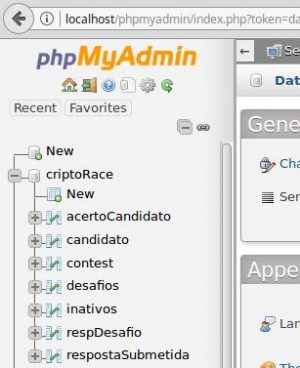 localhost/phpmyadmin/index.php?token=da
phpMyAdmin
Recent Favorites
New
criptoRace
New
acertoCandidato
candidato
contest
desafios
inativos
respDesafio
respostaSubmetida
Se
Dat
Gene
Cha
Ser
Appe
Lan
The